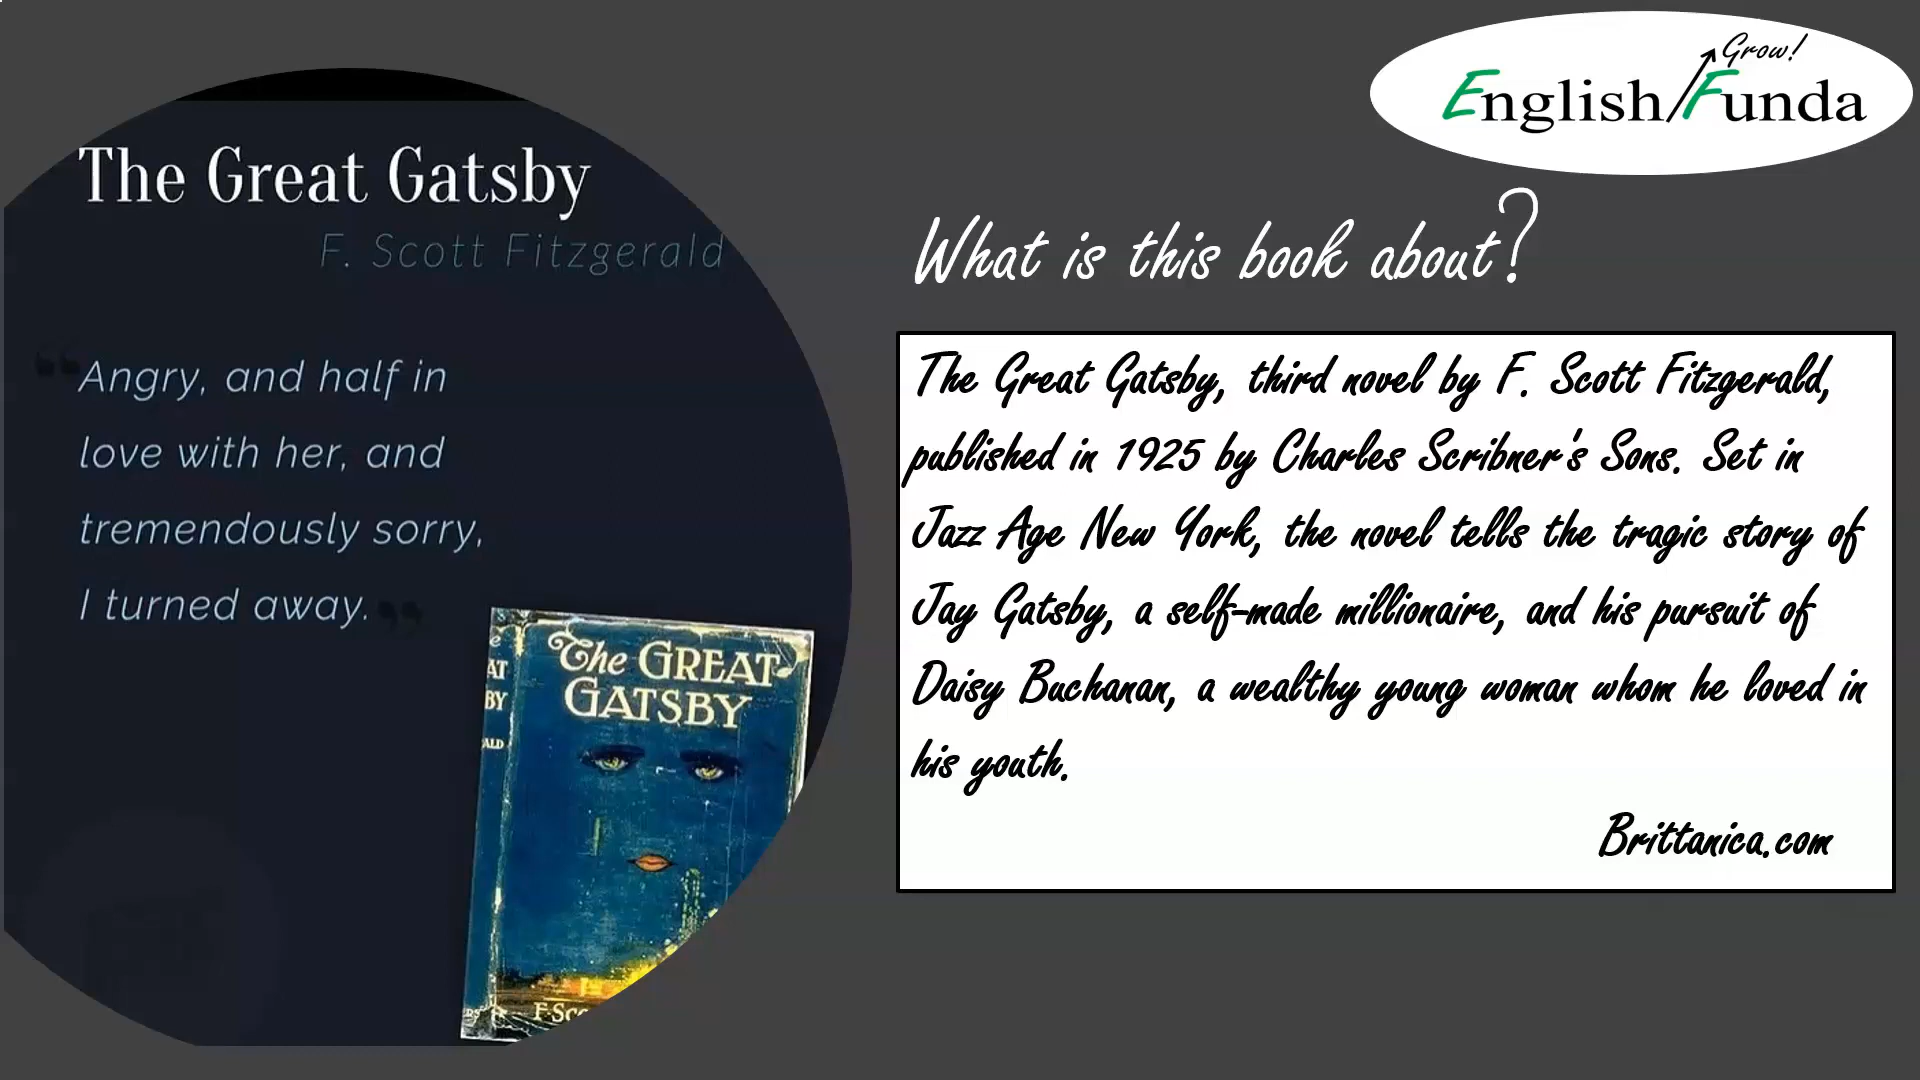 Grow!
English Funda
The Great Gatsby
F. Scott Fitzgerald
“Angry, and half in
love with her, and
tremendously sorry,
I turned away.”
The GREAT
GATSBY
AT
BY
ALD
What is this book about?
The Great Gatsby, third novel by F. Scott Fitzgerald,
published in 1925 by Charles Scribner's Sons. Set in
Jazz Age New York, the novel tells the tragic story of
Jay Gatsby, a self-made millionaire, and his pursuit of
Daisy Buchanan, a wealthy young woman whom he loved in
his youth.
Brittanica.com